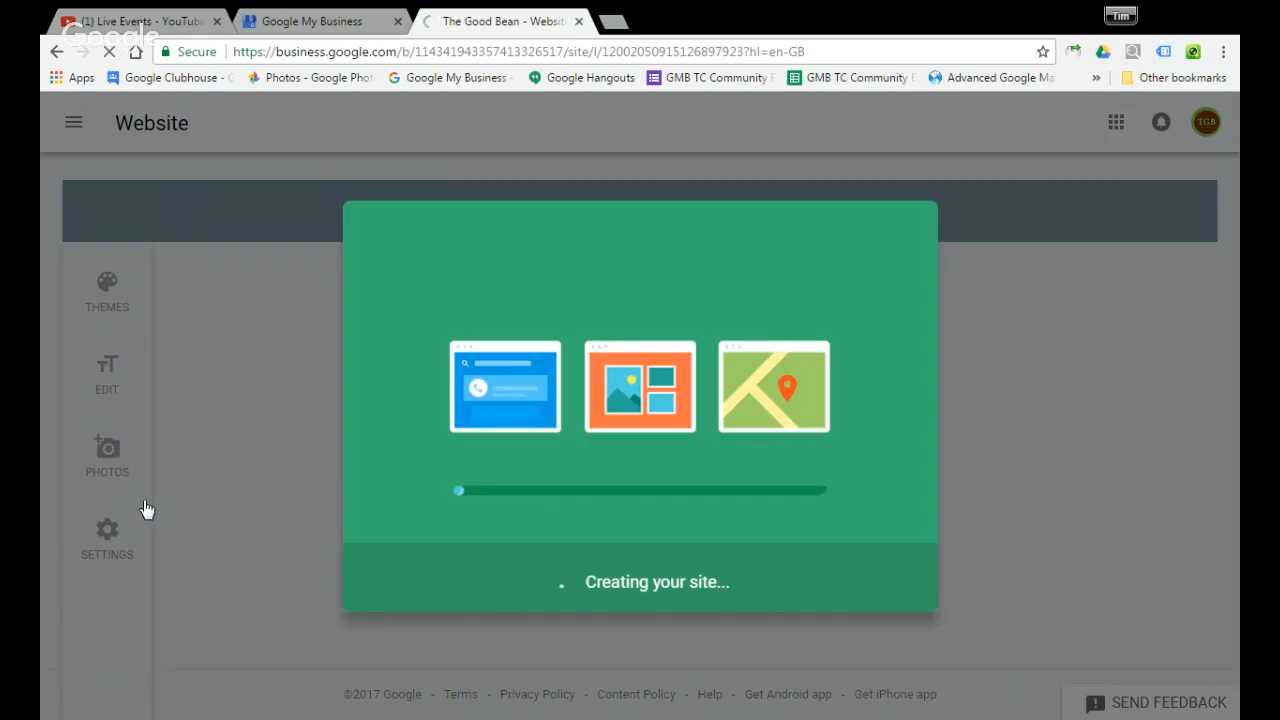 (1) Live Events - YouTube
Google My Business
The Good Bean - Websit
Tim
Google
Secure
https://business.google.com/b/114341943357413326517/site/l/12002050915126897923?hl=en-GB
Apps
Google Clubhouse - G
Photos - Google Phot
Google My Business -
Google Hangouts
GMB TC Community E
GMB TC Community F
Advanced Google Ma
»
Other bookmarks
Website
TGB
THEMES
EDIT
PHOTOS
SETTINGS
Creating your site...
©2017 Google - Terms - Privacy Policy - Content Policy - Help - Get Android app - Get iPhone app
SEND FEEDBACK